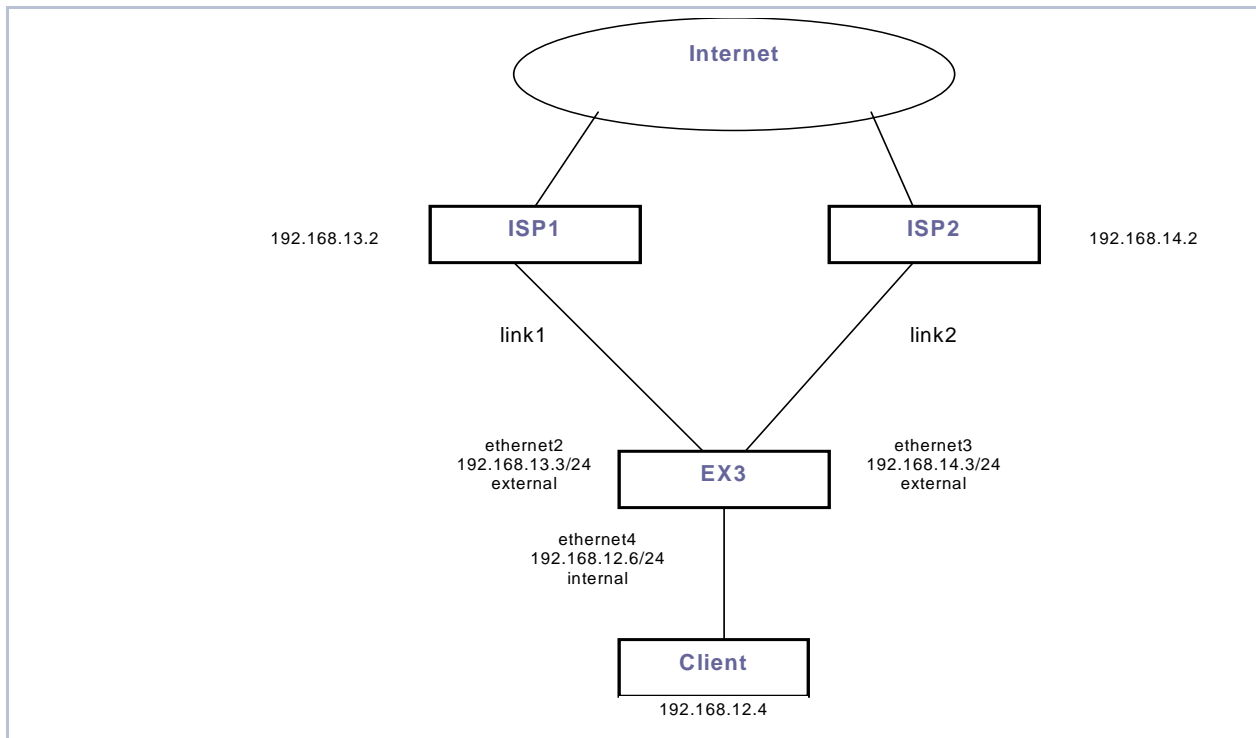 Internet
ISP1
ISP2
192.168.13.2
192.168.14.2
link1
link2
ethernet2
192.168.13.3/24
external
ethernet3
192.168.14.3/24
external
EX3
ethernet4
192.168.12.6/24
internal
Client
192.168.12.4